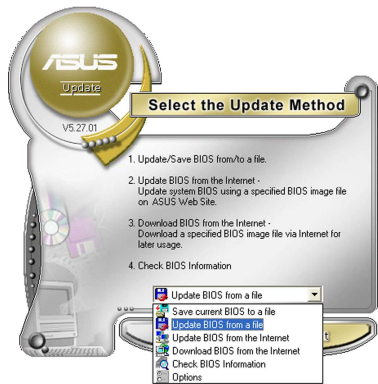 ASUS
Update
V5.27.01
Select the Update Method
1. Update/Save BIOS from/to a file.
2. Update BIOS from the Internet -
Update system BIOS using a specified BIOS image file
on ASUS Web Site.
3. Download BIOS from the Internet -
Download a specified BIOS image file via Internet for
later usage.
4. Check BIOS Information
Update BIOS from a file
Save current BIOS to a file
Update BIOS from a file
Update BIOS from the Internet
Download BIOS from the Internet
Check BIOS Information
Options